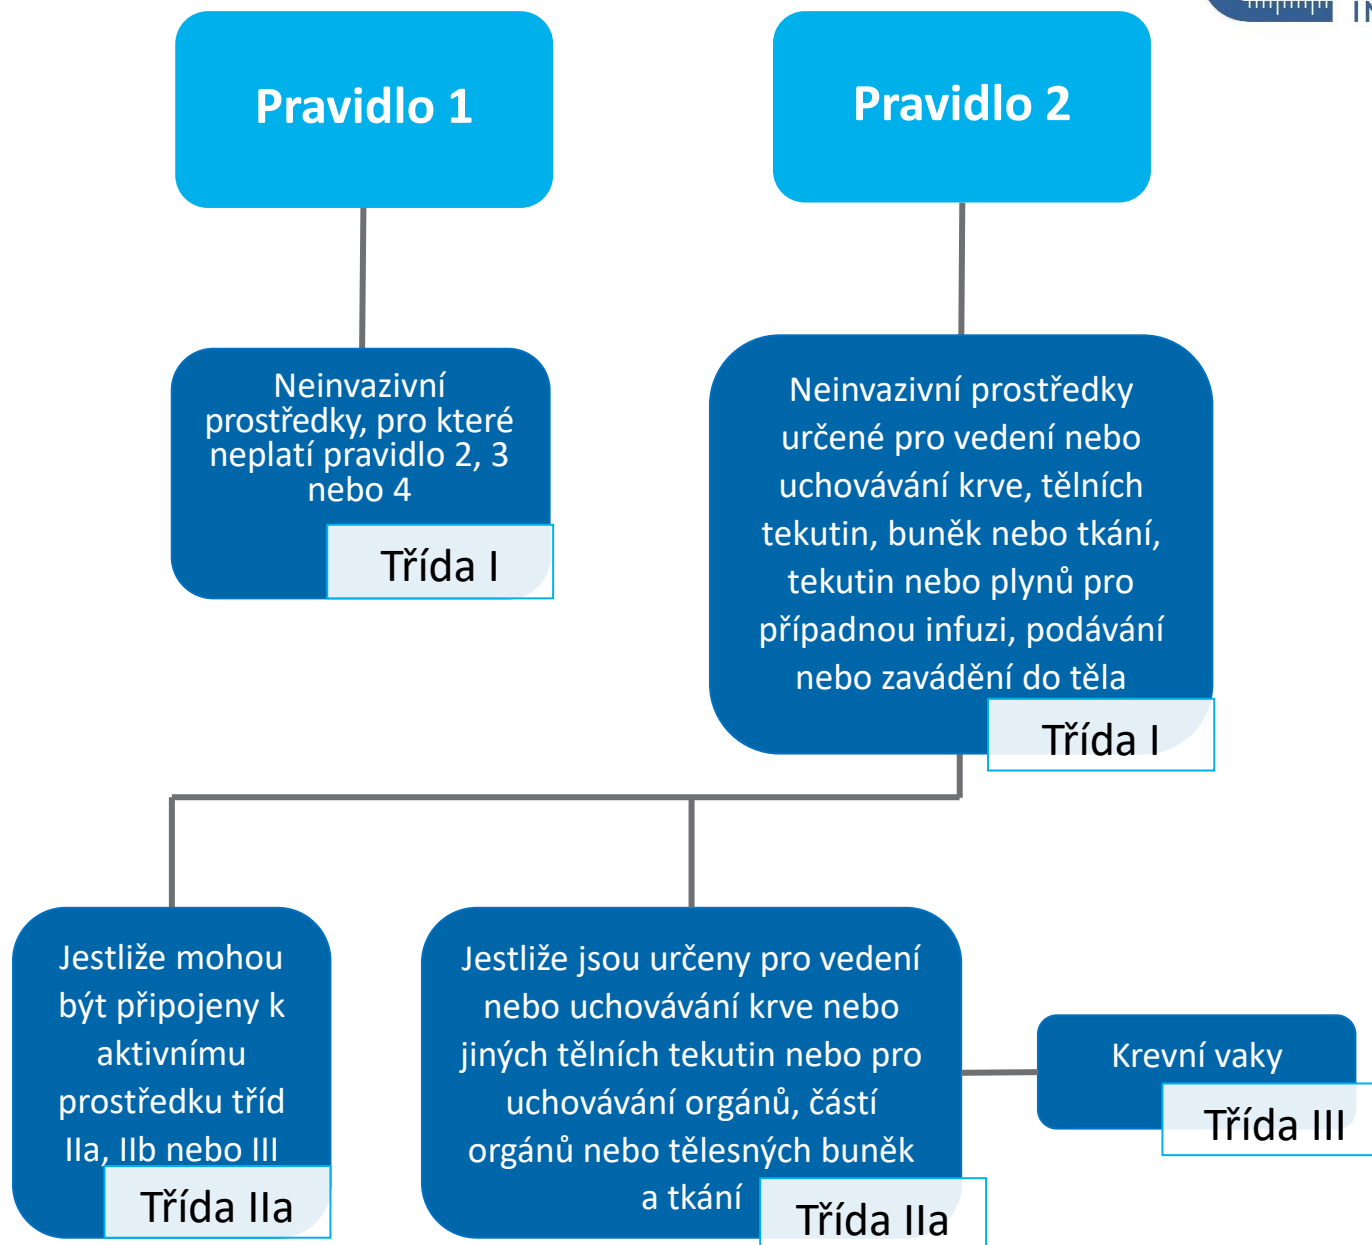 Pravidlo 1
Pravidlo 2
Neinvazivní
prostředky, pro které
neplatí pravidlo 2, 3
nebo 4
Třída I
Neinvazivní prostředky
určené pro vedení nebo
uchovávání krve, tělních
tekutin, buněk nebo tkání,
tekutin nebo plynů pro
případnou infuzi, podávání
nebo zavádění do těla
Třída I
Jestliže mohou
být připojeny k
aktivnímu
prostředku tříd
IIa, IIb nebo III
Třída IIa
Jestliže jsou určeny pro vedení
nebo uchovávání krve nebo
jiných tělních tekutin nebo pro
uchovávání orgánů, částí
orgánů nebo tělesných buněk
a tkání
Třída IIa
Krevní vaky
Třída III